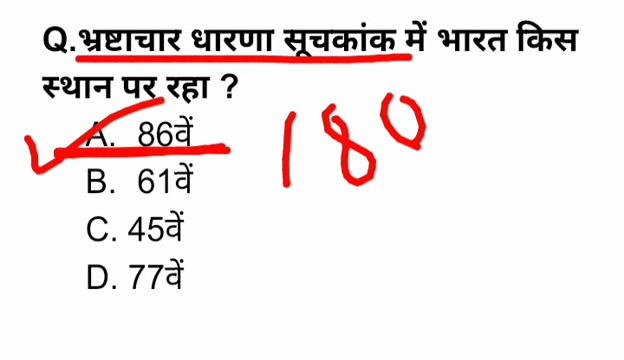 Q.भ्रष्टाचार धारणा सूचकांक में भारत किस
स्थान पर रहा ?
A. 86वें
180
B. 61वें
C. 45वें
D. 77वें